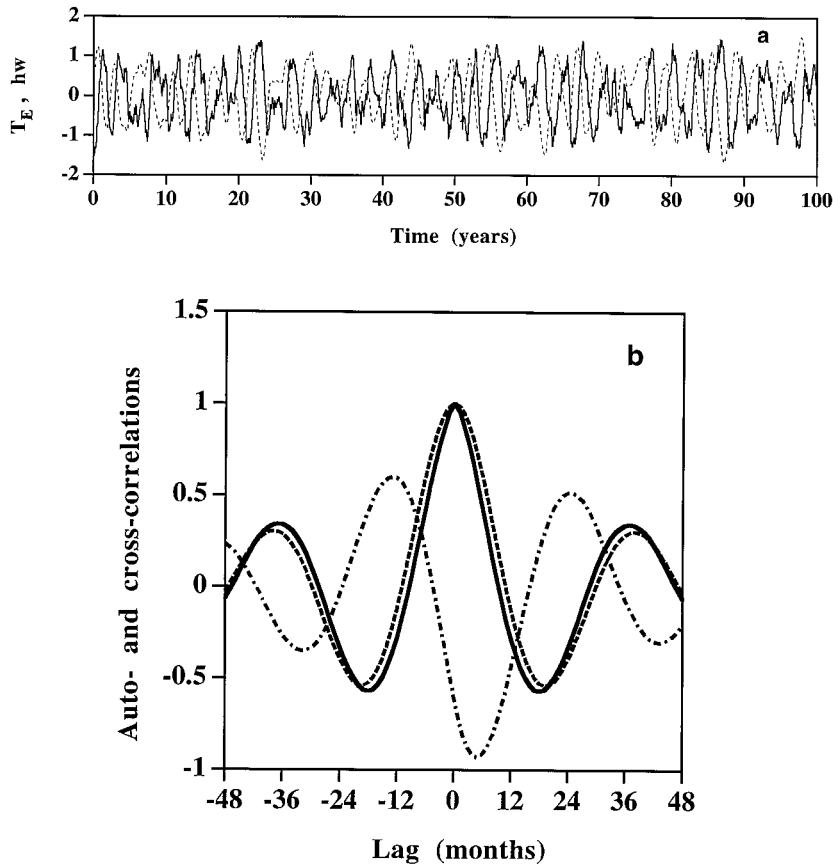 2
1
0
-1
-2
T_E , hw
a
0 10 20 30 40 50 60 70 80 90 100
Time (years)
1.5
1
0.5
0
-0.5
-1
Auto- and cross-correlations
b
-48 -36 -24 -12 0 12 24 36 48
Lag (months)